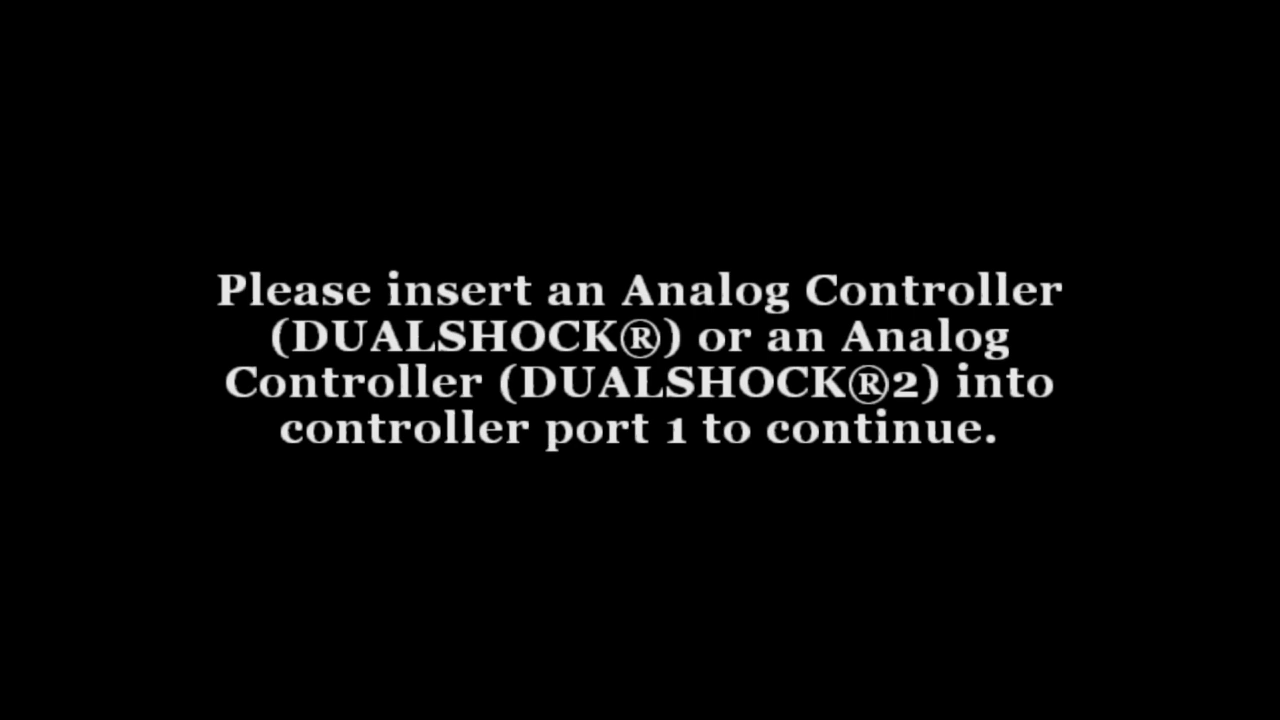 Please insert an Analog Controller
(DUALSHOCK®) or an Analog
Controller (DUALSHOCK®2) into
controller port 1 to continue.